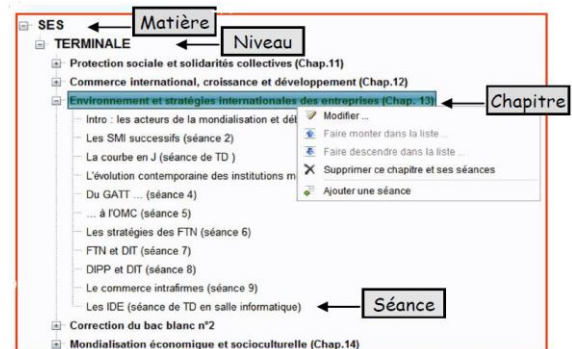 SES Matière
TERMINALE Niveau
Protection sociale et solidarités collectives (Chap.11)
Commerce international, croissance et développement (Chap.12)
Environnement et stratégies internationales des entreprises (Chap. 13) Chapitre
Intro : les acteurs de la mondialisation et
Modifier ...
Les SMI successifs (séance 2)
Faire monter dans la liste ...
La courbe en J (séance de TD )
Faire descendre dans la liste ...
L'évolution contemporaine des institutions
Supprimer ce chapitre et ses séances
Du GATT ... (séance 4)
Ajouter une séance
... à l'OMC (séance 5)
Les stratégies des FTN (séance 6)
FTN et DIT (séance 7)
DIPP et DIT (séance 8)
Le commerce intrafirmes (séance 9)
Les IDE (séance de TD en salle informatique) Séance
Correction du bac blanc n°2
Mondialisation économique et socioculturelle (Chap.14)